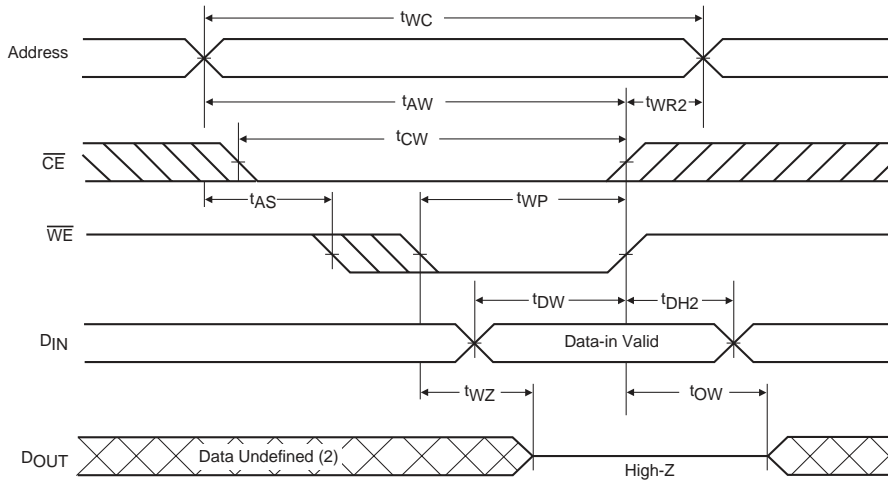 tWC
Address
tAW
tWR2
tCW
CE
tAS
tWP
WE
tDW
tDH2
DIN
Data-in Valid
tWZ
tOW
DOUT
Data Undefined (2)
High-Z